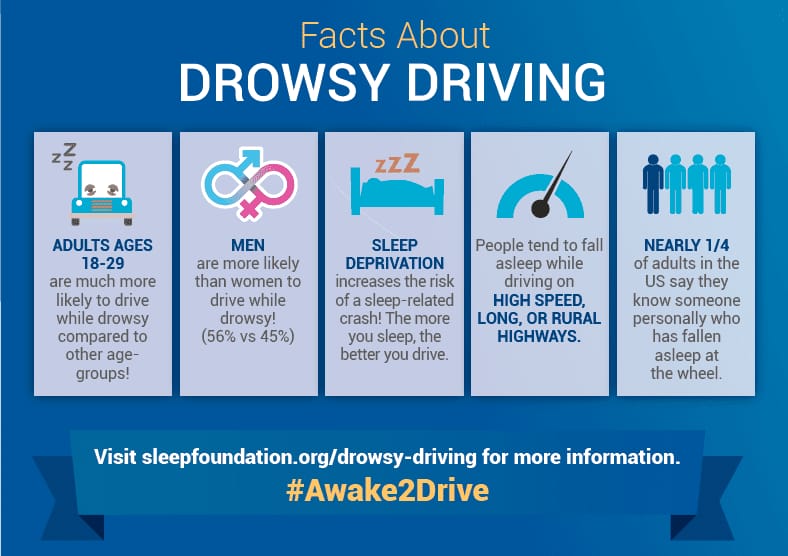 Facts About
DROWSY DRIVING
zZz
ADULTS AGES
18-29
are much more
likely to drive
while drowsy
compared to
other age-
groups!
MEN
are more likely
than women to
drive while
drowsy!
(56% vs 45%)
zzZ
SLEEP
DEPRIVATION
increases the risk
of a sleep-related
crash! The more
you sleep, the
better you drive.
People tend to fall
asleep while
driving on
HIGH SPEED,
LONG, OR RURAL
HIGHWAYS.
NEARLY 1/4
of adults in the
US say they
know someone
personally who
has fallen
asleep at
the wheel.
Visit sleepfoundation.org/drowsy-driving for more information.
#Awake2Drive